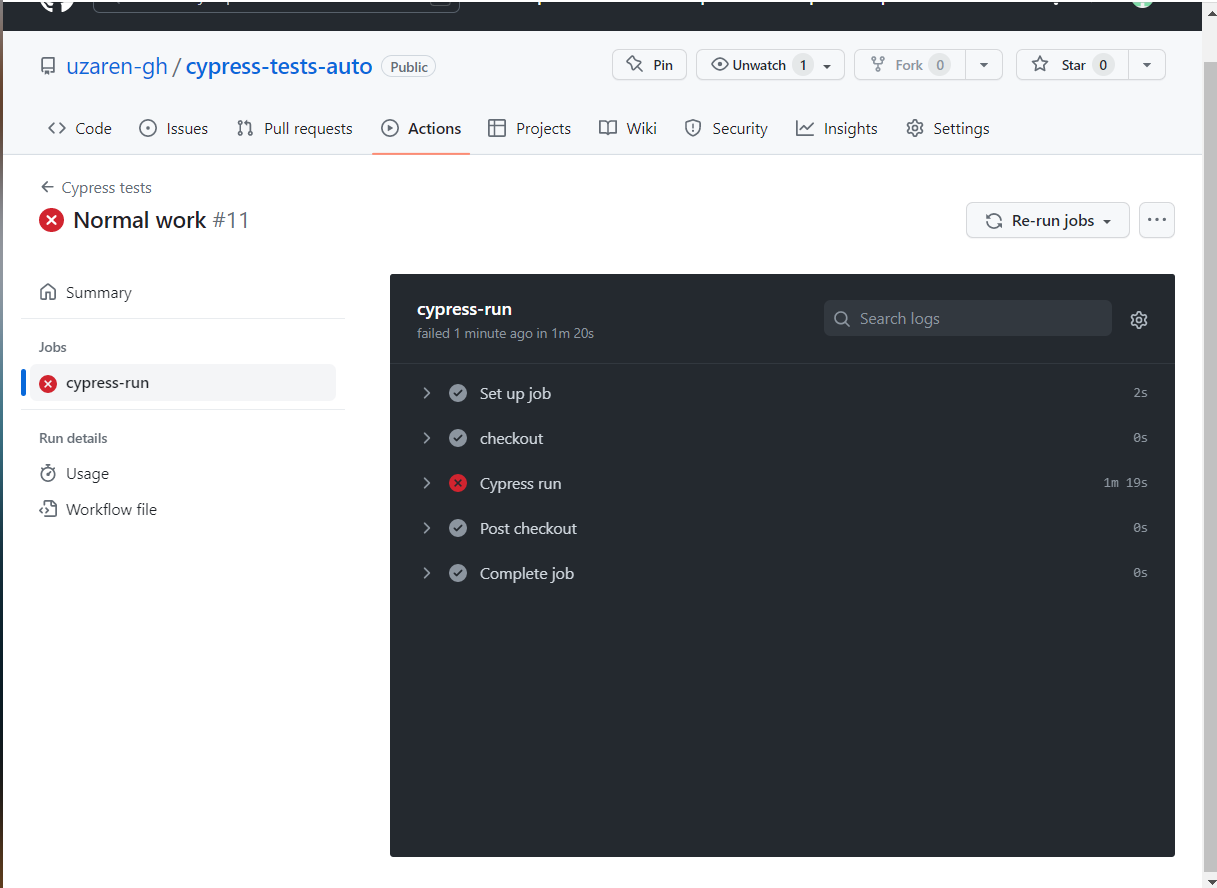 uzaren-gh / cypress-tests-auto Public Pin Unwatch 1 Fork 0 Star 0
Code Issues Pull requests Actions Projects Wiki Security Insights Settings
Cypress tests
Normal work #11
Re-run jobs
Summary
Jobs
cypress-run
Run details
Usage
Workflow file
cypress-run
failed 1 minute ago in 1m 20s
Search logs
Set up job 2s
checkout 0s
Cypress run 1m 19s
Post checkout 0s
Complete job 0s